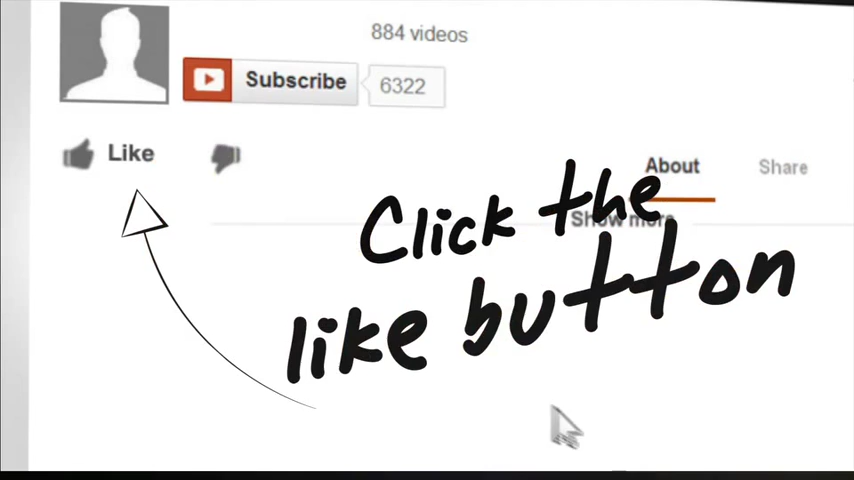 884 videos
Subscribe 6322
Like
About Share
Show more
Click the
like button